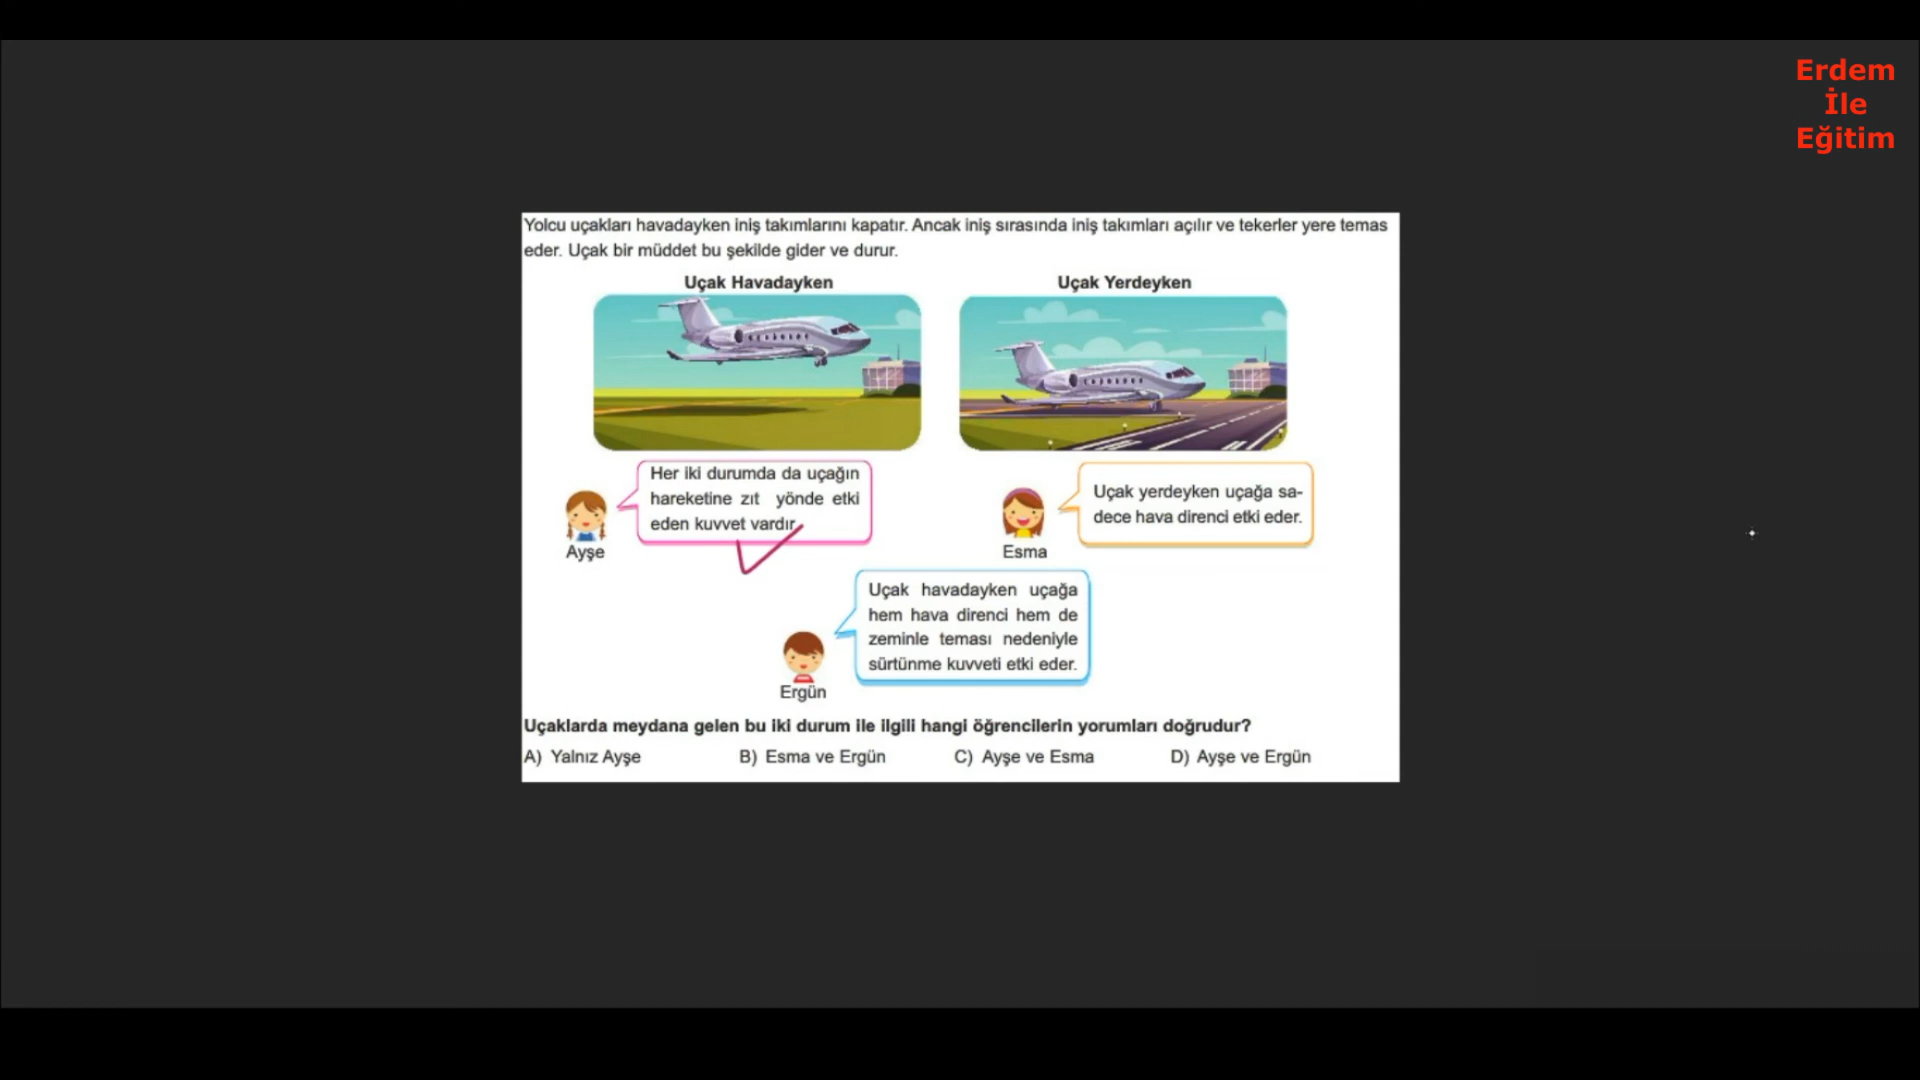 Erdem
İle
Eğitim
Yolcu uçakları havadayken iniş takımlarını kapatır. Ancak iniş sırasında iniş takımları açılır ve tekerler yere temas
eder. Uçak bir müddet bu şekilde gider ve durur.
Uçak Havadayken
Uçak Yerdeyken
Her iki durumda da uçağın
hareketine zıt yönde etki
eden kuvvet vardır.
Ayşe
Uçak yerdeyken uçağa sa-
dece hava direnci etki eder.
Esma
Uçak havadayken uçağa
hem hava direnci hem de
zeminle teması nedeniyle
sürtünme kuvveti etki eder.
Ergün
Uçaklarda meydana gelen bu iki durum ile ilgili hangi öğrencilerin yorumları doğrudur?
A) Yalnız Ayşe B) Esma ve Ergün C) Ayşe ve Esma D) Ayşe ve Ergün